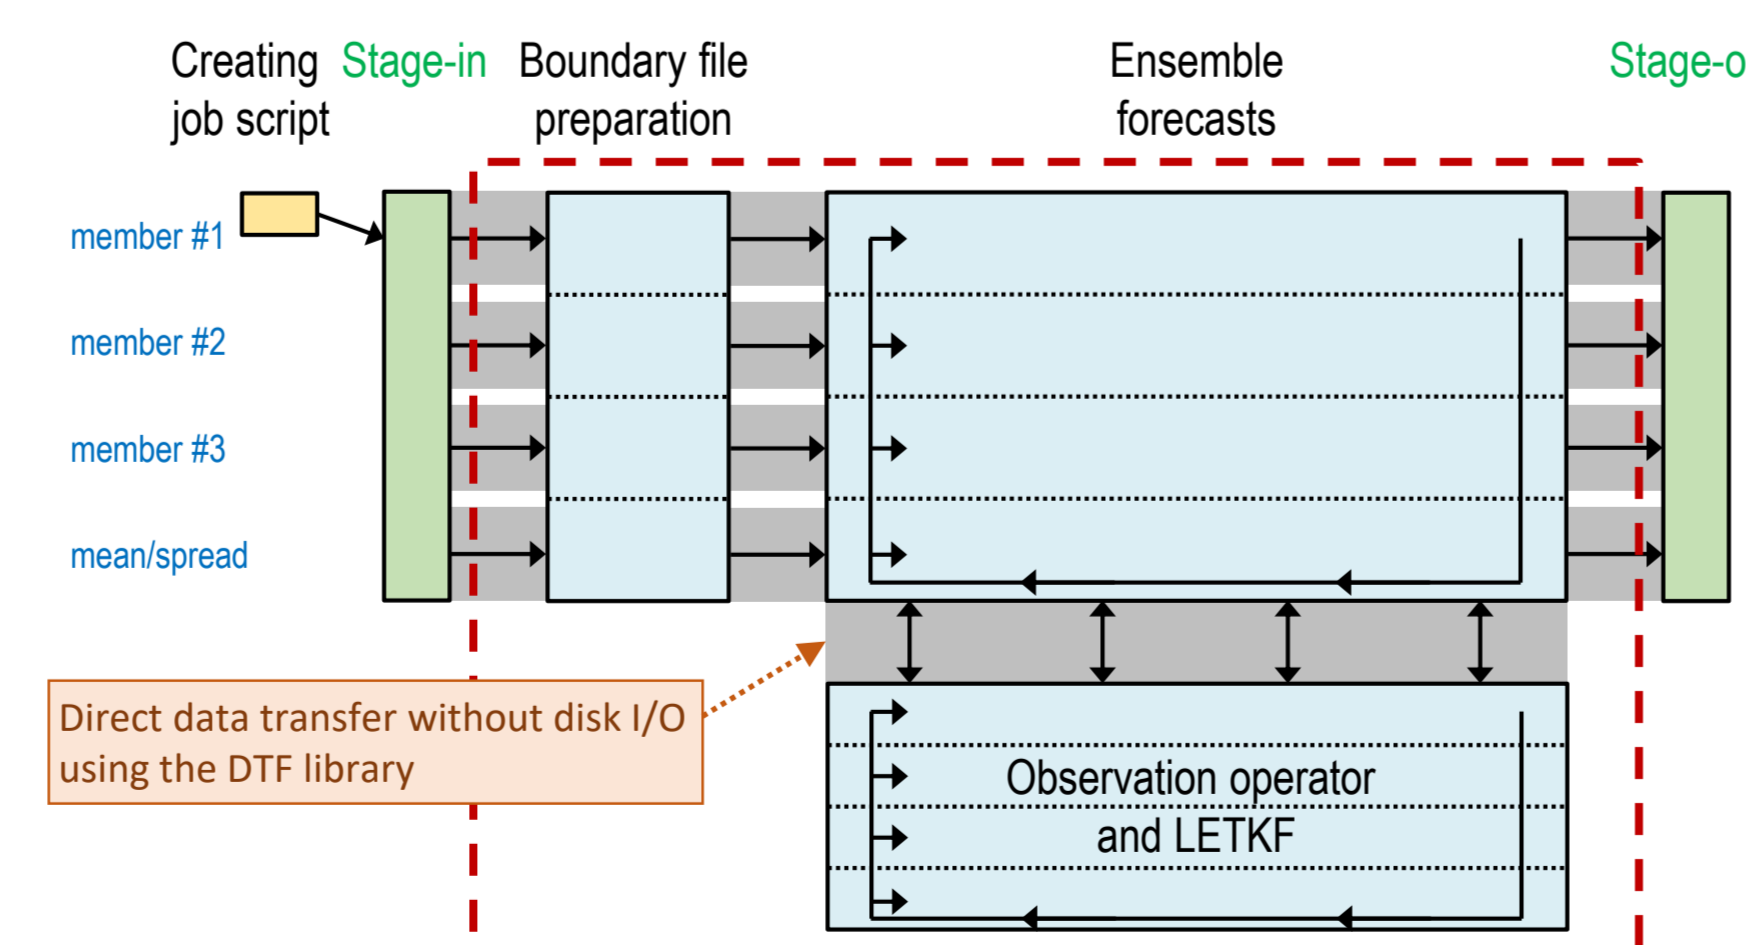 Creating
job script
Stage-in
Boundary file
preparation
Ensemble
forecasts
Stage-o
member #1
member #2
member #3
mean/spread
Direct data transfer without disk I/O
using the DTF library
Observation operator
and LETKF